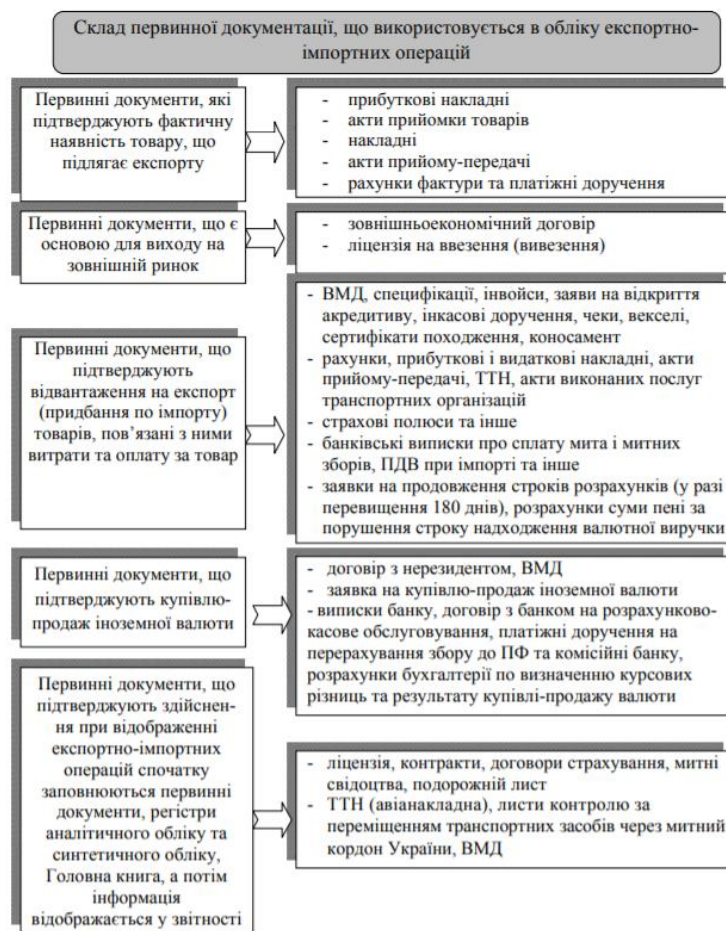 Склад первинної документації, що використовується в обліку експортно-
імпортних операцій
Первинні документи, які
підтверджують фактичну
наявність товару, що
підлягає експорту
- прибуткові накладні
- акти прийомки товарів
- накладні
- акти прийому-передачі
- рахунки фактури та платіжні доручення
Первинні документи, що є
основою для виходу на
зовнішній ринок
- зовнішньоекономічний договір
- ліцензія на ввезення (вивезення)
Первинні документи, що
підтверджують
відвантаження на експорт
(придбання по імпорту)
товарів, пов’язані з ними
витрати та оплату за товар
- ВМД, специфікації, інвойси, заяви на відкриття
акредитиву, інкасові доручення, чеки, векселі,
сертифікати походження, коносамент
- рахунки, прибуткові і видаткові накладні, акти
прийому-передачі, ТТН, акти виконаних послуг
транспортних організацій
- страхові полюси та інше
- банківські виписки про сплату мита і митних
зборів, ПДВ при імпорті та інше
- заявки на продовження строків розрахунків (у разі
перевищення 180 днів), розрахунки суми пені за
порушення строку надходження валютної виручки
Первинні документи, що
підтверджують купівлю-
продаж іноземної валюти
- договір з нерезидентом, ВМД
- заявка на купівлю-продаж іноземної валюти
- виписки банку, договір з банком на розрахунково-
касове обслуговування, платіжні доручення на
перерахування збору до ПФ та комісійні банку,
розрахунки бухгалтерії по визначенню курсових
різниць та результату купівлі-продажу валюти
Первинні документи, що
підтверджують здійснен-
ня при відображенні
експортно-імпортних
операцій спочатку
заповнюються первинні
документи, регістри
аналітичного обліку та
синтетичного обліку,
Головна книга, а потім
інформація
відображається у звітності
- ліцензія, контракти, договори страхування, митні
свідоцтва, подорожній лист
- ТТН (авіанакладна), листи контролю за
переміщенням транспортних засобів через митний
кордон України, ВМД